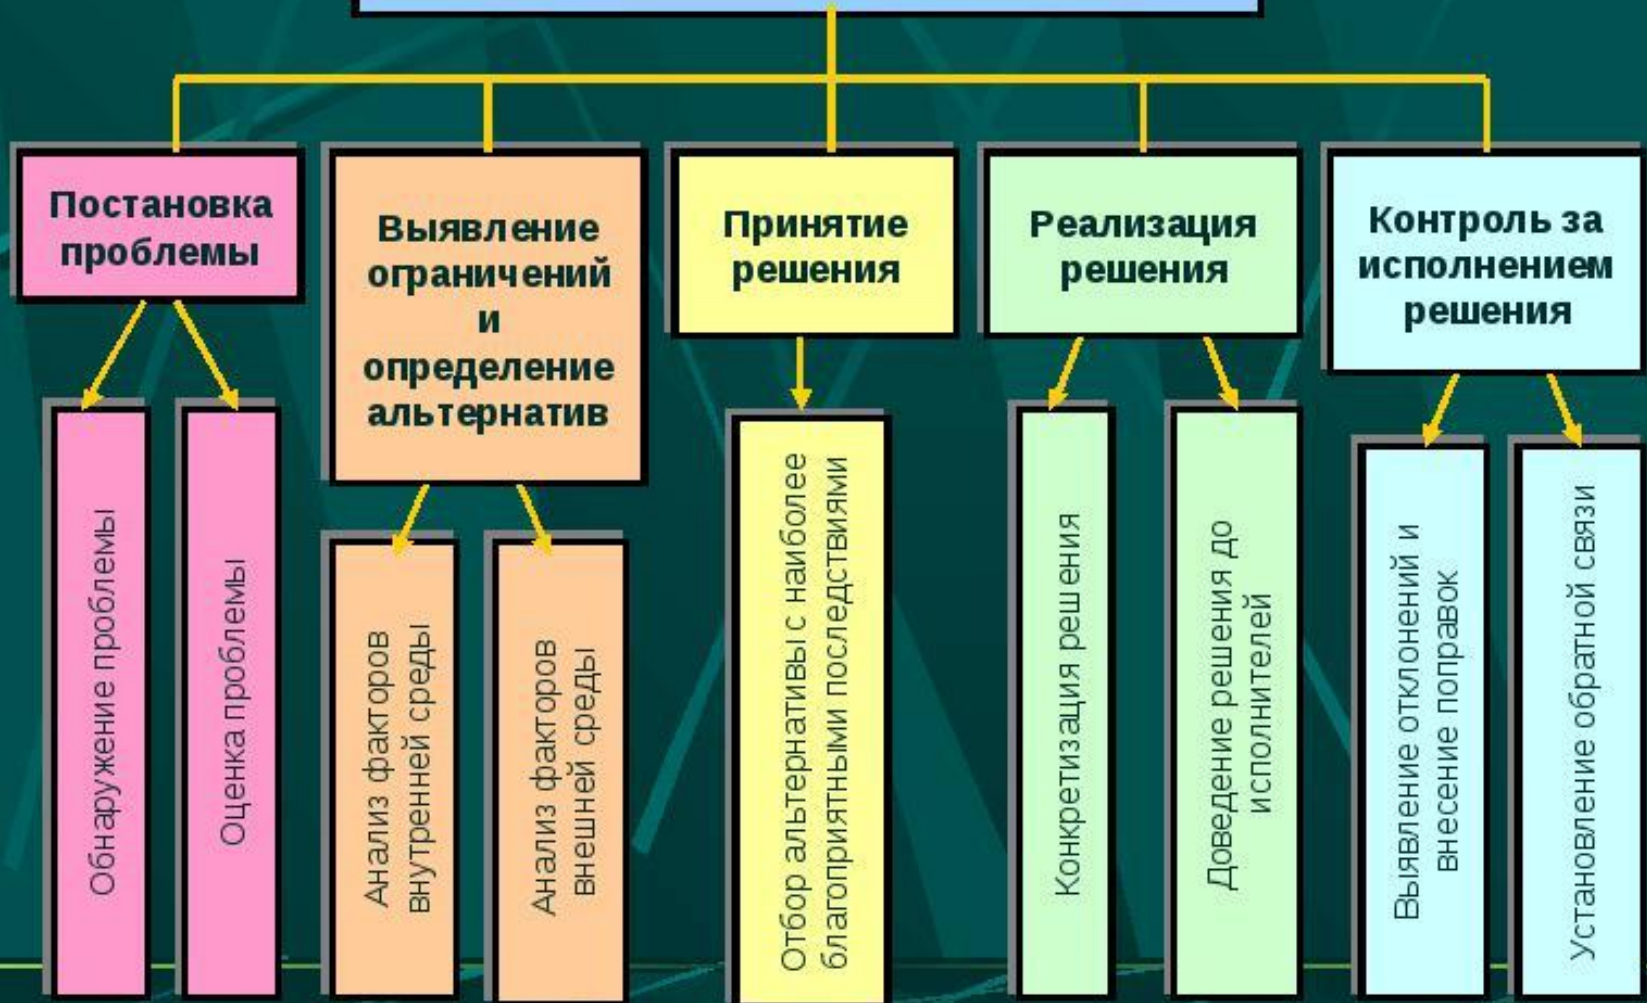 Постановка
проблемы
Выявление
ограничений
и
определение
альтернатив
Принятие
решения
Реализация
решения
Контроль за
исполнением
решения
Обнаружение проблемы
Оценка проблемы
Анализ факторов
внутренней среды
Анализ факторов
внешней среды
Отбор альтернативы с наиболее
благоприятными последствиями
Конкретизация решения
Доведение решения до
исполнителей
Выявление отклонений и
внесение поправок
Установление обратной связи